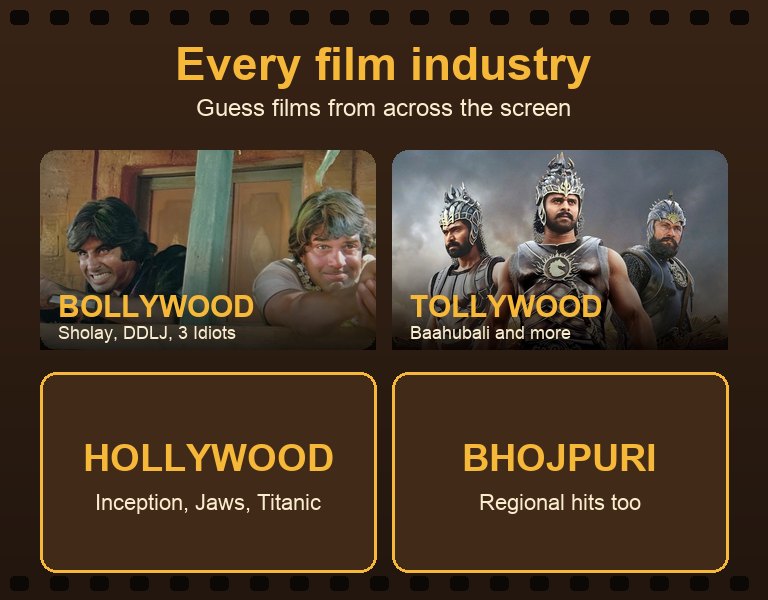 Every film industry
Guess films from across the screen
BOLLYWOOD
Sholay, DDLJ, 3 Idiots
TOLLYWOOD
Baahubali and more
HOLLYWOOD
Inception, Jaws, Titanic
BHOJPURI
Regional hits too